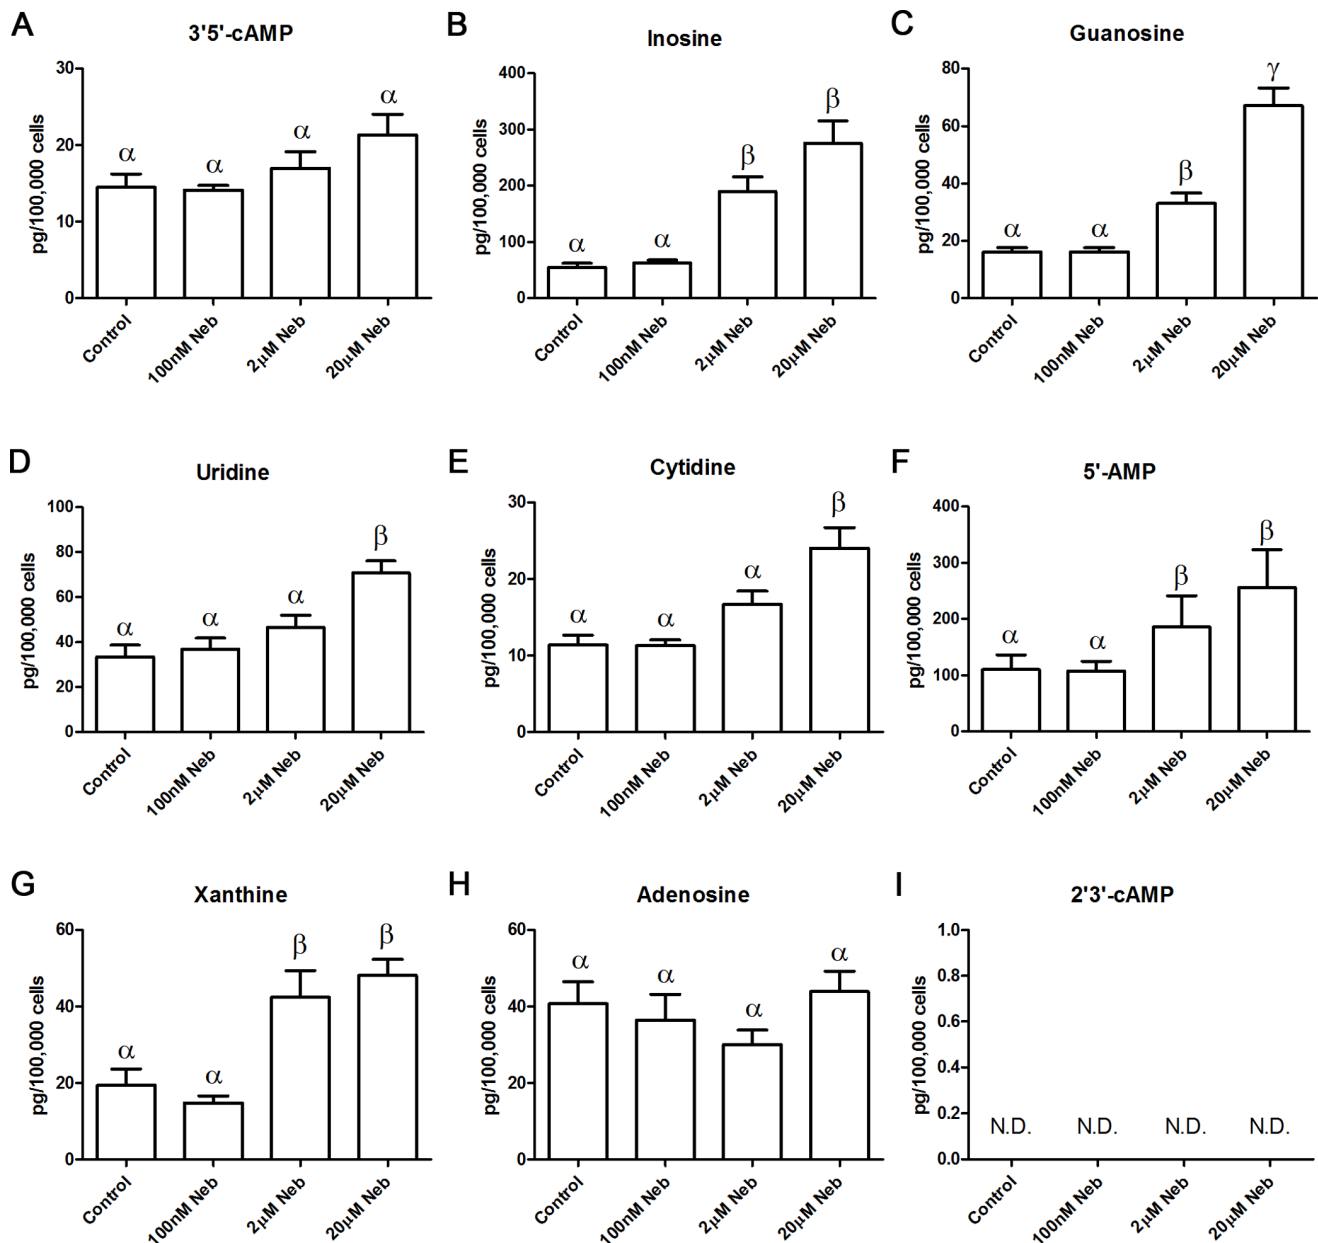 A
3'5'-cAMP
pg/100,000 cells
30
20
10
0
α
α
α
α
Control
100nM Neb
2μM Neb
20μM Neb
B
Inosine
pg/100,000 cells
400
300
200
100
0
α
α
β
β
Control
100nM Neb
2μM Neb
20μM Neb
C
Guanosine
pg/100,000 cells
80
60
40
20
0
α
α
β
γ
Control
100nM Neb
2μM Neb
20μM Neb
D
Uridine
pg/100,000 cells
100
80
60
40
20
0
α
α
α
β
Control
100nM Neb
2μM Neb
20μM Neb
E
Cytidine
pg/100,000 cells
30
20
10
0
α
α
α
β
Control
100nM Neb
2μM Neb
20μM Neb
F
5'-AMP
pg/100,000 cells
400
300
200
100
0
α
α
β
β
Control
100nM Neb
2μM Neb
20μM Neb
G
Xanthine
pg/100,000 cells
60
40
20
0
α
α
β
β
Control
100nM Neb
2μM Neb
20μM Neb
H
Adenosine
pg/100,000 cells
60
40
20
0
α
α
α
α
Control
100nM Neb
2μM Neb
20μM Neb
I
2'3'-cAMP
pg/100,000 cells
1.0
0.8
0.6
0.4
0.2
0.0
N.D.
N.D.
N.D.
N.D.
Control
100nM Neb
2μM Neb
20μM Neb